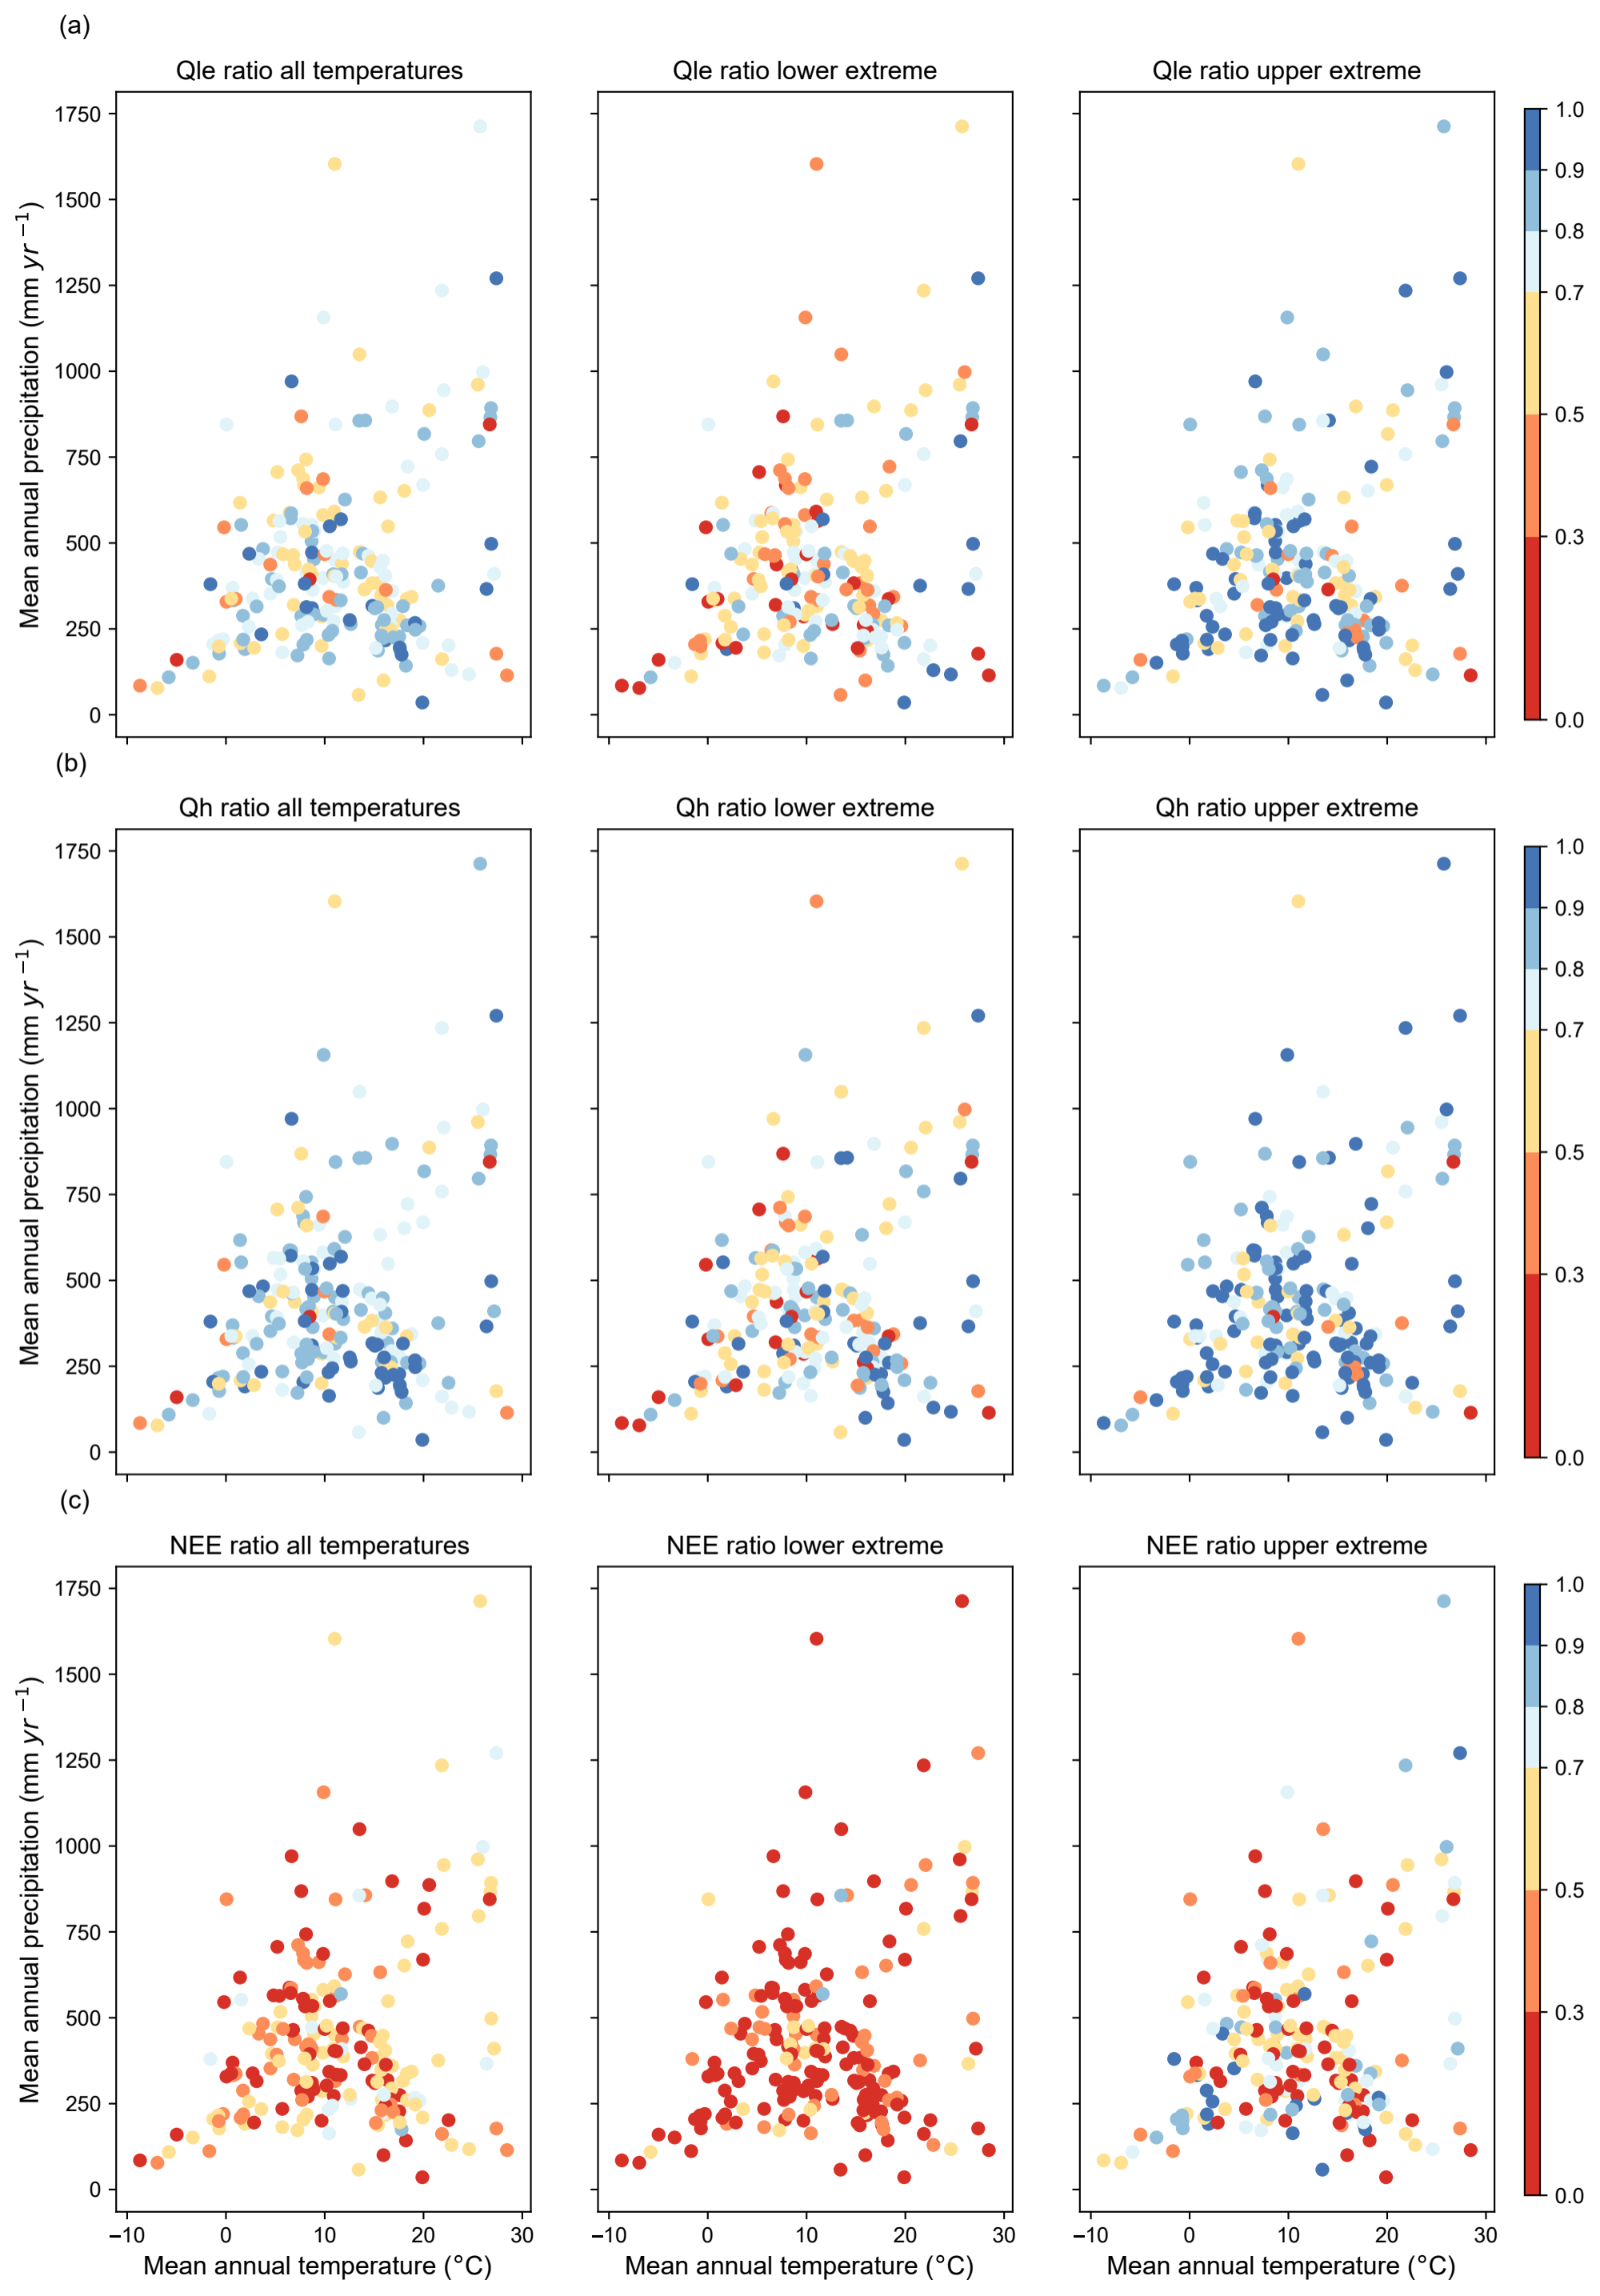 (a)
Qle ratio all temperatures
Qle ratio lower extreme
Qle ratio upper extreme
Mean annual precipitation (mm yr⁻¹)
1750
1500
1250
1000
750
500
250
0
1.0
0.9
0.8
0.7
0.5
0.3
0.0
(b)
Qh ratio all temperatures
Qh ratio lower extreme
Qh ratio upper extreme
Mean annual precipitation (mm yr⁻¹)
1750
1500
1250
1000
750
500
250
0
1.0
0.9
0.8
0.7
0.5
0.3
0.0
(c)
NEE ratio all temperatures
NEE ratio lower extreme
NEE ratio upper extreme
Mean annual precipitation (mm yr⁻¹)
1750
1500
1250
1000
750
500
250
0
1.0
0.9
0.8
0.7
0.5
0.3
0.0
−10 0 10 20 30
−10 0 10 20 30
−10 0 10 20 30
Mean annual temperature (°C)
Mean annual temperature (°C)
Mean annual temperature (°C)